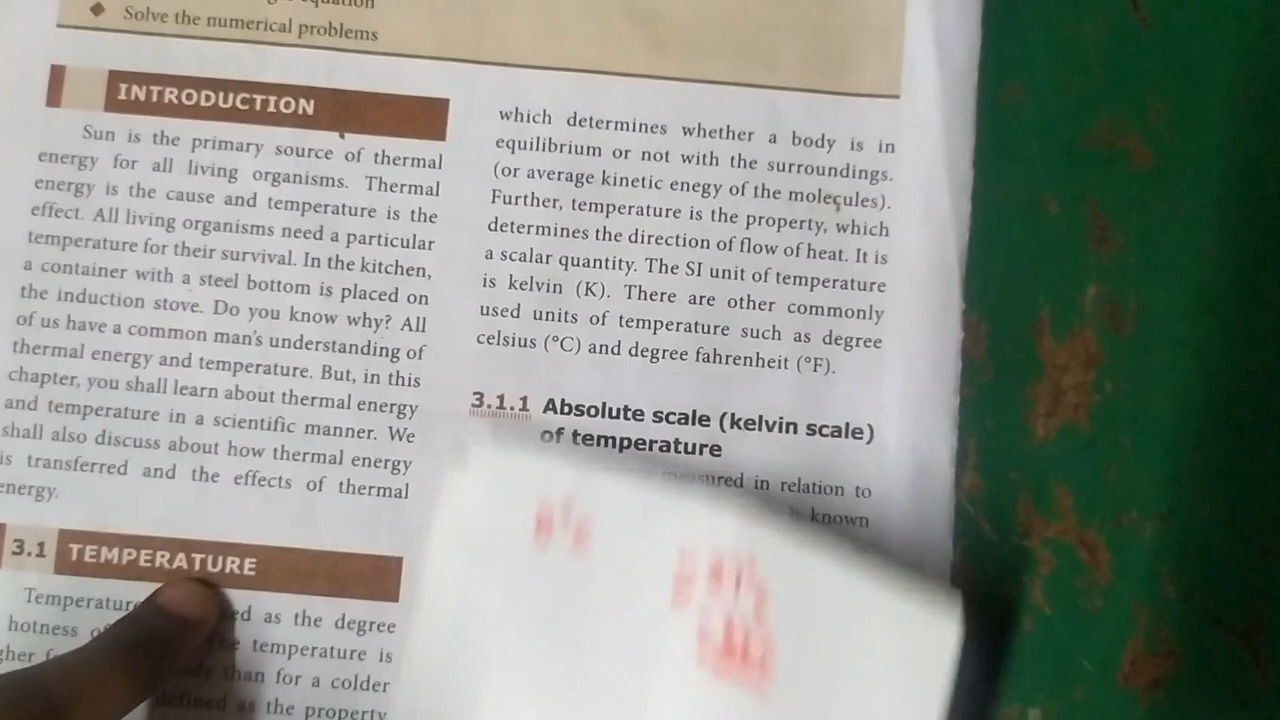 Solve the numerical problems
INTRODUCTION
Sun is the primary source of thermal
energy for all living organisms. Thermal
energy is the cause and temperature is the
effect. All living organisms need a particular
temperature for their survival. In the kitchen,
a container with a steel bottom is placed on
the induction stove. Do you know why? All
of us have a common man's understanding of
thermal energy and temperature. But, in this
chapter, you shall learn about thermal energy
and temperature in a scientific manner. We
shall also discuss about how thermal energy
is transferred and the effects of thermal
energy.
3.1 TEMPERATURE
Temperature as the degree
hotness temperature is
than for a colder
defined as the property
which determines whether a body is in
equilibrium or not with the surroundings.
(or average kinetic enegy of the molecules).
Further, temperature is the property, which
determines the direction of flow of heat. It is
a scalar quantity. The SI unit of temperature
is kelvin (K). There are other commonly
used units of temperature such as degree
celsius (°C) and degree fahrenheit (°F).
3.1.1 Absolute scale (kelvin scale)
of temperature
in relation to
known